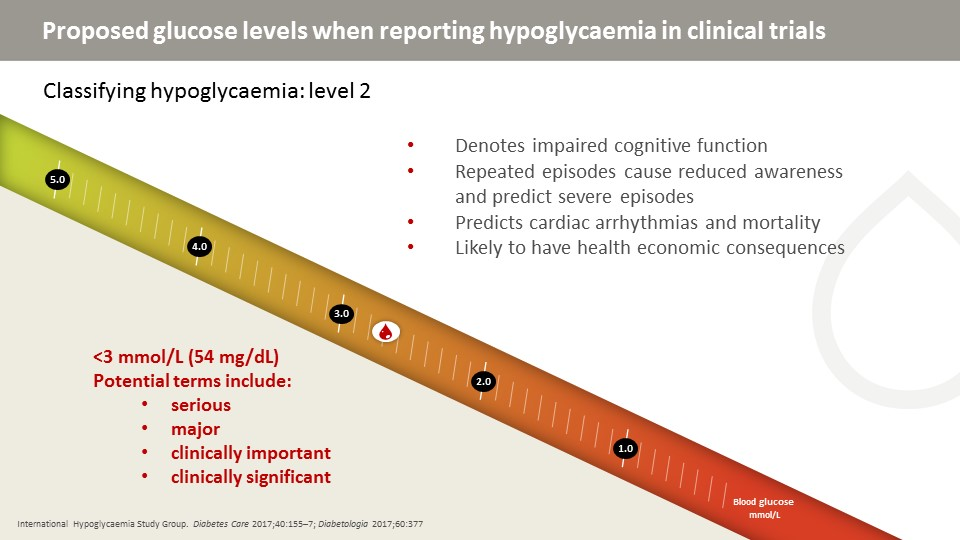 Proposed glucose levels when reporting hypoglycaemia in clinical trials
Classifying hypoglycaemia: level 2
• Denotes impaired cognitive function
• Repeated episodes cause reduced awareness
and predict severe episodes
• Predicts cardiac arrhythmias and mortality
• Likely to have health economic consequences
5.0
4.0
3.0
2.0
1.0
Blood glucose
mmol/L
<3 mmol/L (54 mg/dL)
Potential terms include:
• serious
• major
• clinically important
• clinically significant
International Hypoglycaemia Study Group. Diabetes Care 2017;40:155–7; Diabetologia 2017;60:377